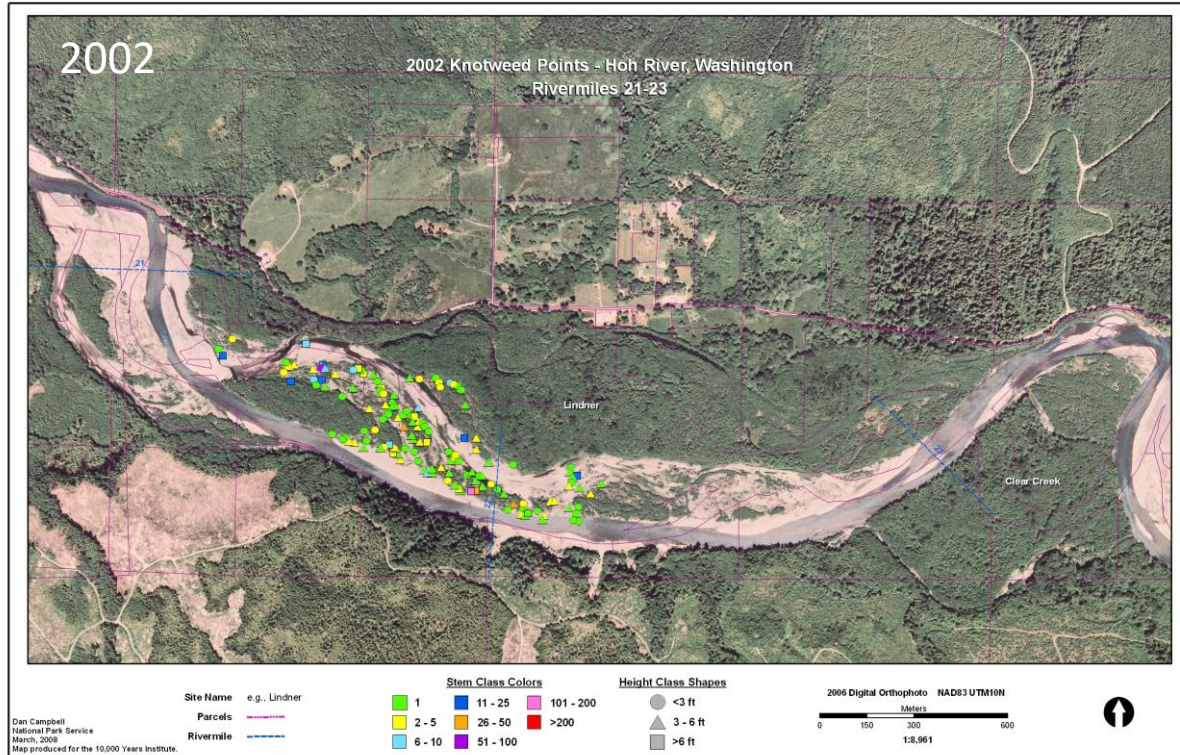 2002
2002 Knotweed Points - Hoh River, Washington
Rivermiles 21-23
21
Lindner
23
Clear Creek
22
Site Name e.g., Lindner
Parcels
Rivermile
Stem Class Colors
1
2 - 5
6 - 10
11 - 25
26 - 50
51 - 100
101 - 200
>200
Height Class Shapes
<3 ft
3 - 6 ft
>6 ft
2006 Digital Orthophoto NAD83 UTM10N
Meters
0 150 300 600
1:8,961
Dan Campbell
National Park Service
March, 2008
Map produced for the 10,000 Years Institute.